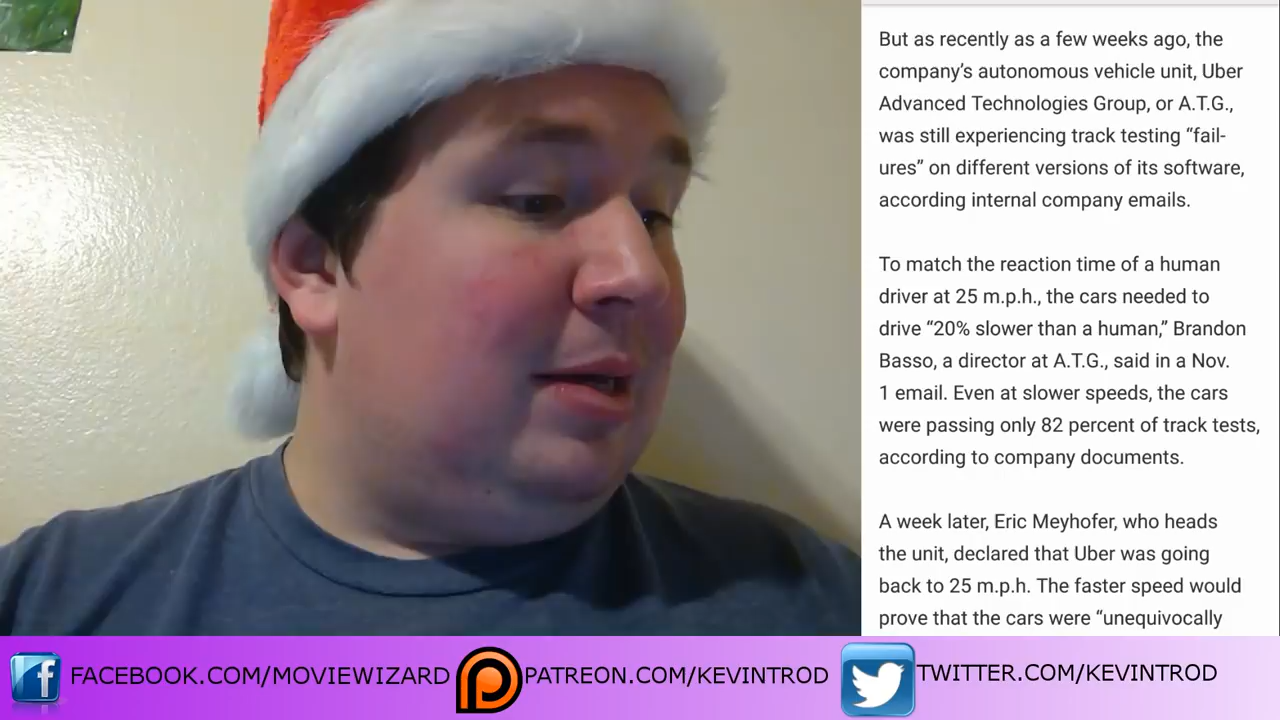 But as recently as a few weeks ago, the
company's autonomous vehicle unit, Uber
Advanced Technologies Group, or A.T.G.,
was still experiencing track testing “fail-
ures” on different versions of its software,
according internal company emails.
To match the reaction time of a human
driver at 25 m.p.h., the cars needed to
drive “20% slower than a human,” Brandon
Basso, a director at A.T.G., said in a Nov.
1 email. Even at slower speeds, the cars
were passing only 82 percent of track tests,
according to company documents.
A week later, Eric Meyhofer, who heads
the unit, declared that Uber was going
back to 25 m.p.h. The faster speed would
prove that the cars were “unequivocally
FACEBOOK.COM/MOVIEWIZARD PATREON.COM/KEVINTROD TWITTER.COM/KEVINTROD